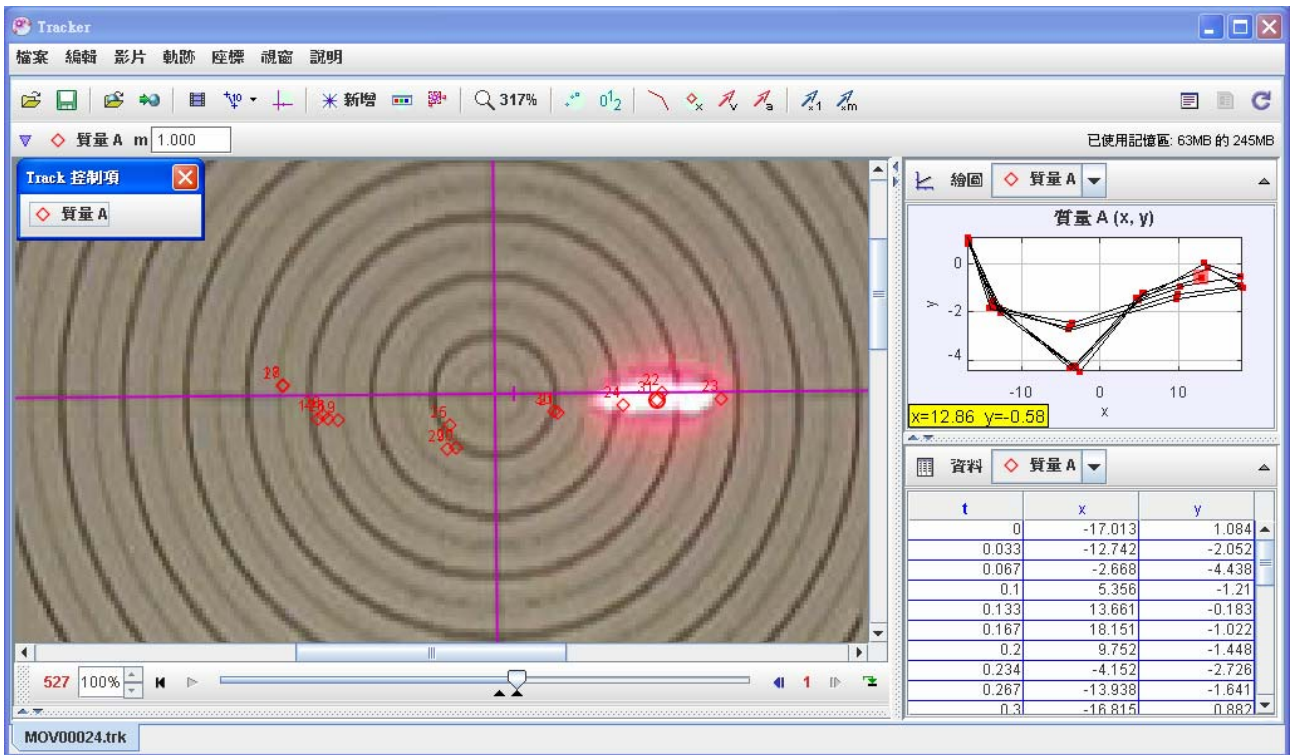 Tracker
檔案 編輯 影片 軌跡 座標 視窗 說明
新增 317%
質量 A m 1.000 已使用記憶區: 63MB 的 245MB
Track 控制項
質量 A
繪圖 質量 A
質量 A (x, y)
0
y -2
-4
-10 0 10
x
x=12.86 y=-0.58
22
31
23
24
資料 質量 A
t x y
0 -17.013 1.084
0.033 -12.742 -2.052
0.067 -2.668 -4.438
0.1 5.356 -1.21
0.133 13.661 -0.183
0.167 18.151 -1.022
0.2 9.752 -1.448
0.234 -4.152 -2.726
0.267 -13.938 -1.641
0.3 -16.815 0.882
527 100% 1
MOV00024.trk